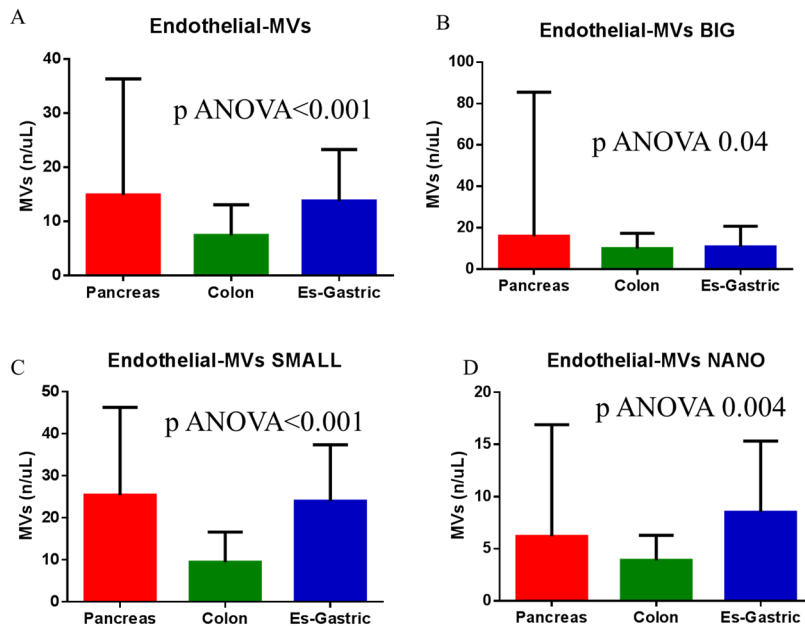 A
Endothelial-MVs
MVs (n/uL)
40
30
20
10
0
p ANOVA<0.001
Pancreas Colon Es-Gastric
B
Endothelial-MVs BIG
MVs (n/uL)
100
80
60
40
20
0
p ANOVA 0.04
Pancreas Colon Es-Gastric
C
Endothelial-MVs SMALL
MVs (n/uL)
50
40
30
20
10
0
p ANOVA<0.001
Pancreas Colon Es-Gastric
D
Endothelial-MVs NANO
MVs (n/uL)
20
15
10
5
0
p ANOVA 0.004
Pancreas Colon Es-Gastric